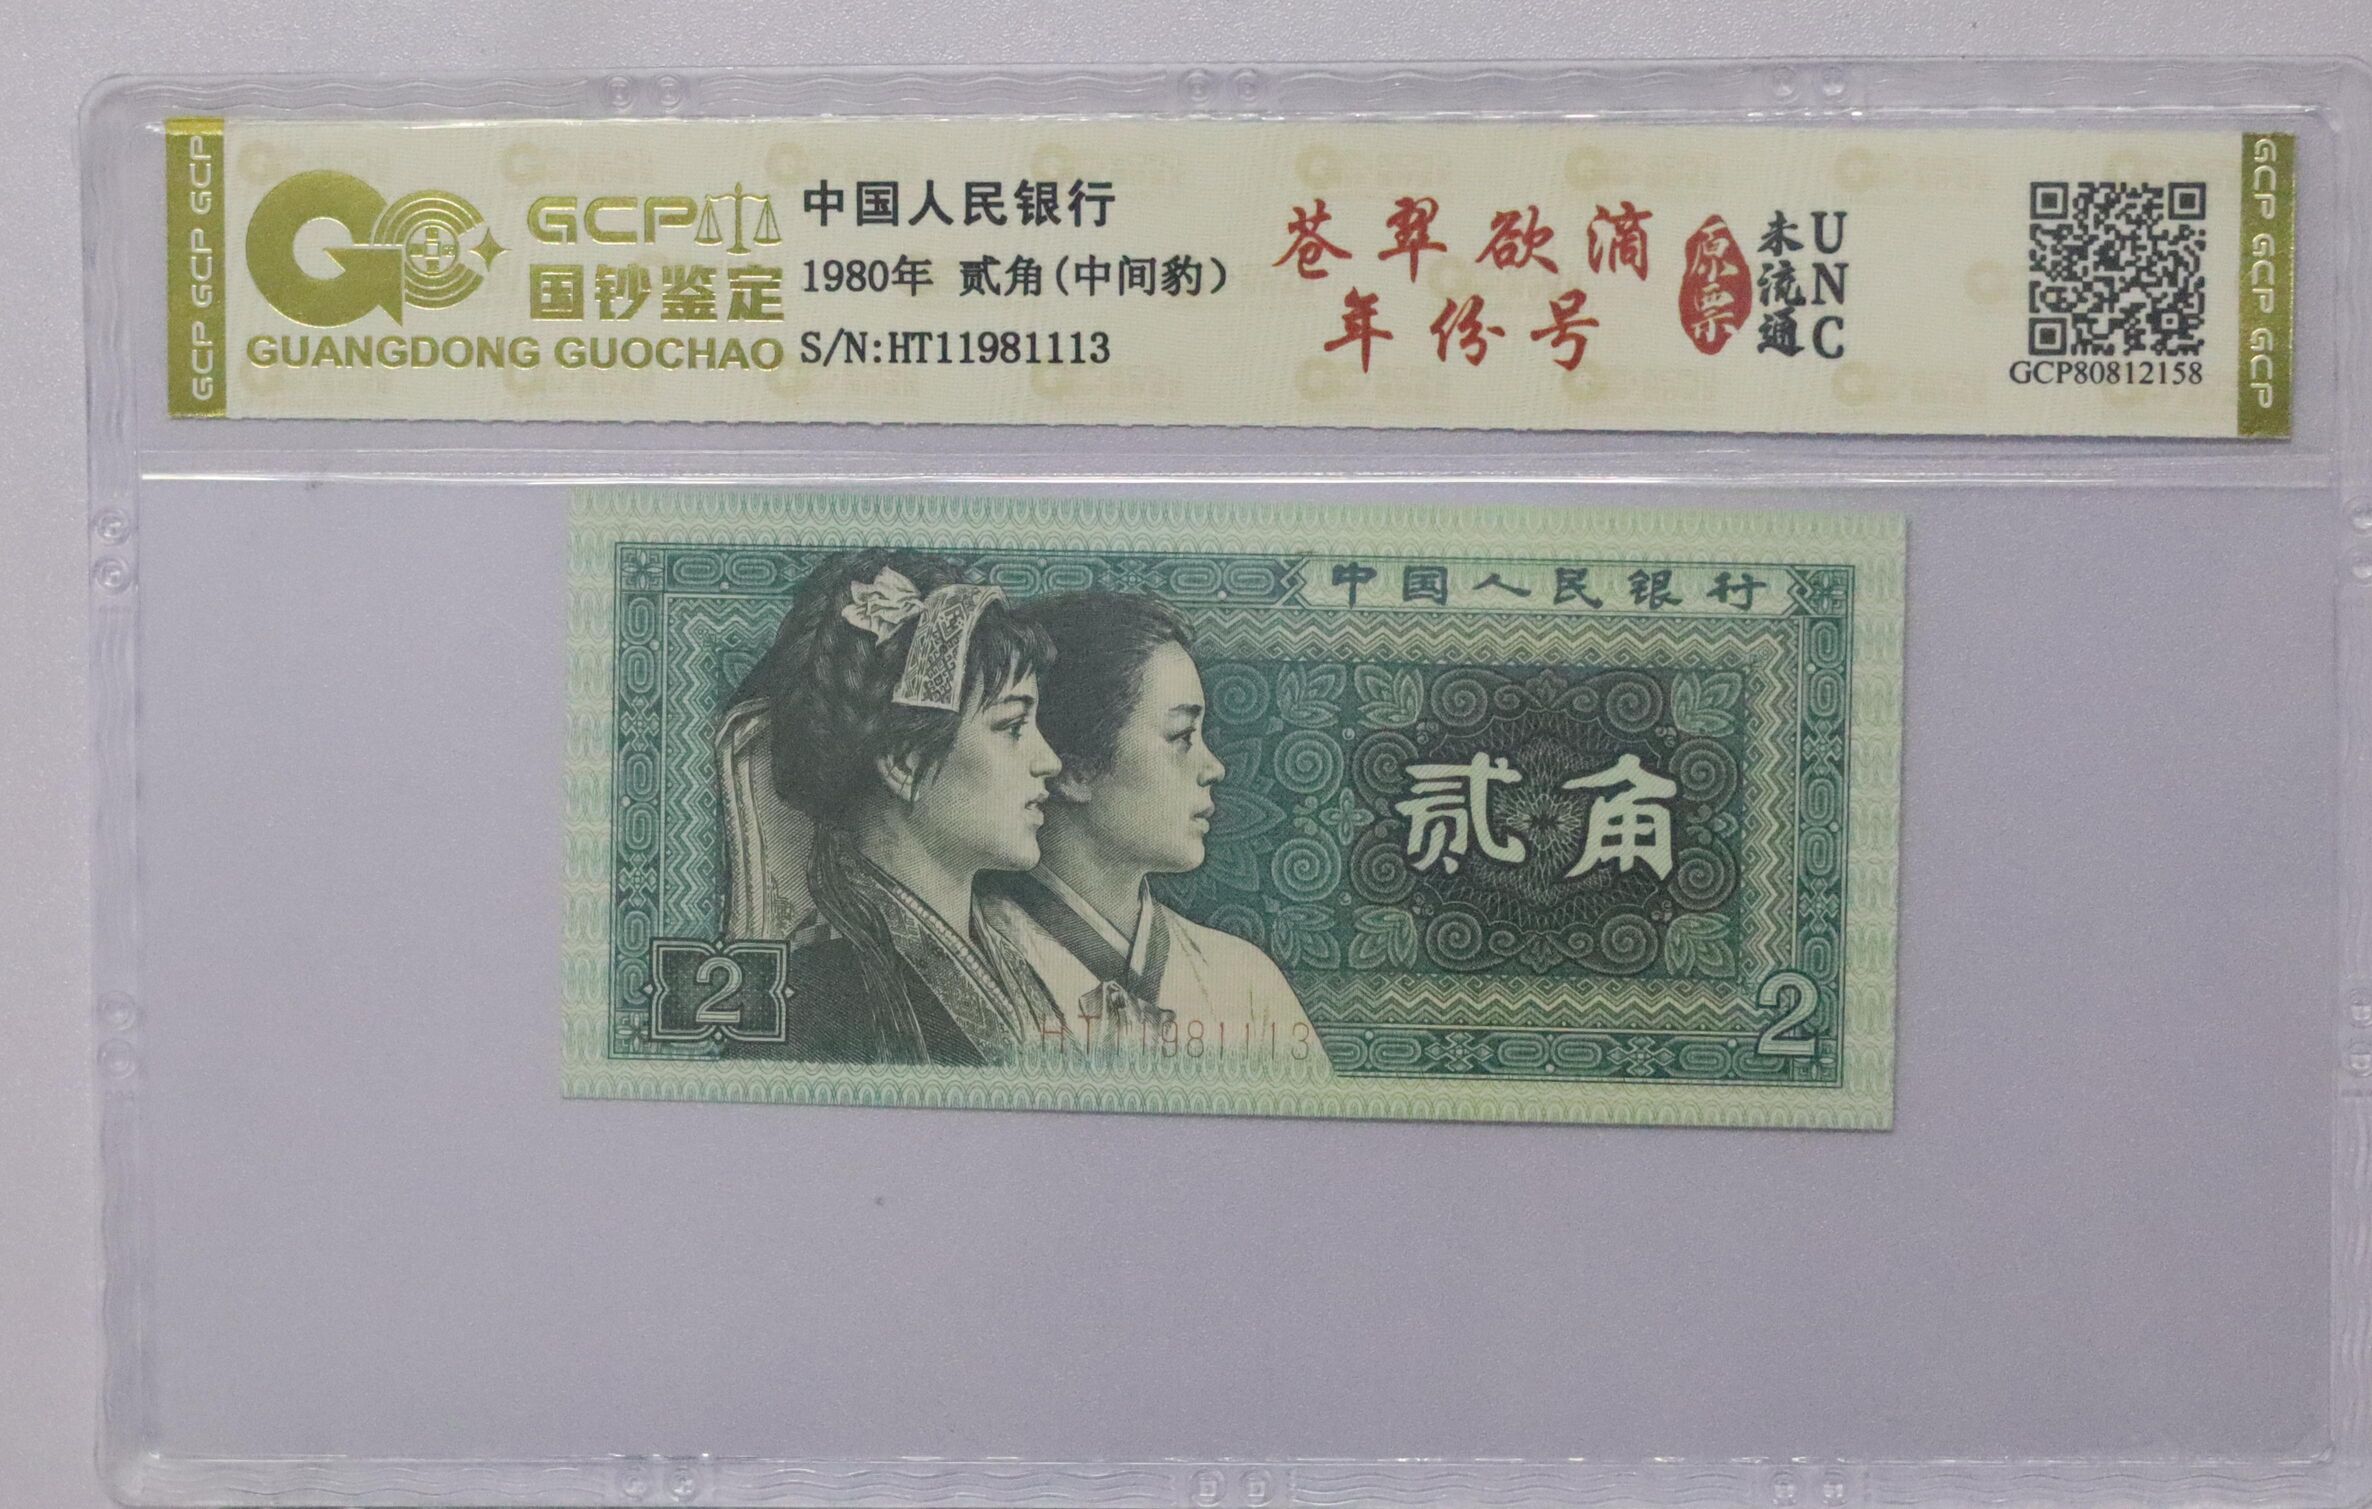 GCP GCP GCP
GCP
国钞鉴定
GUANGDONG GUOCHAO
中国人民银行
1980年 贰角(中间豹)
S/N:HT11981113
苍翠欲滴
年份号
原票
未流通
UNC
GCP80812158
GCP GCP GCP
中国人民银行
贰角
2
HT11981113
2